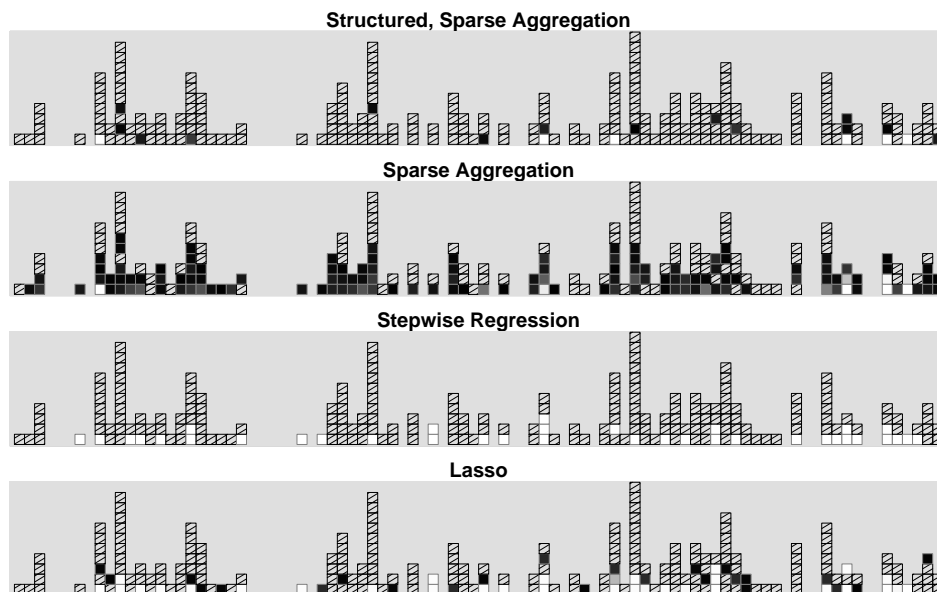 Structured, Sparse Aggregation
Sparse Aggregation
Stepwise Regression
Lasso